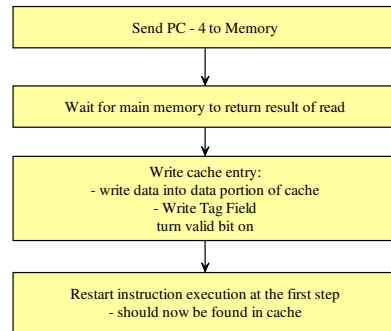 Send PC - 4 to Memory
Wait for main memory to return result of read
Write cache entry:
- write data into data portion of cache
- Write Tag Field
turn valid bit on
Restart instruction execution at the first step
- should now be found in cache